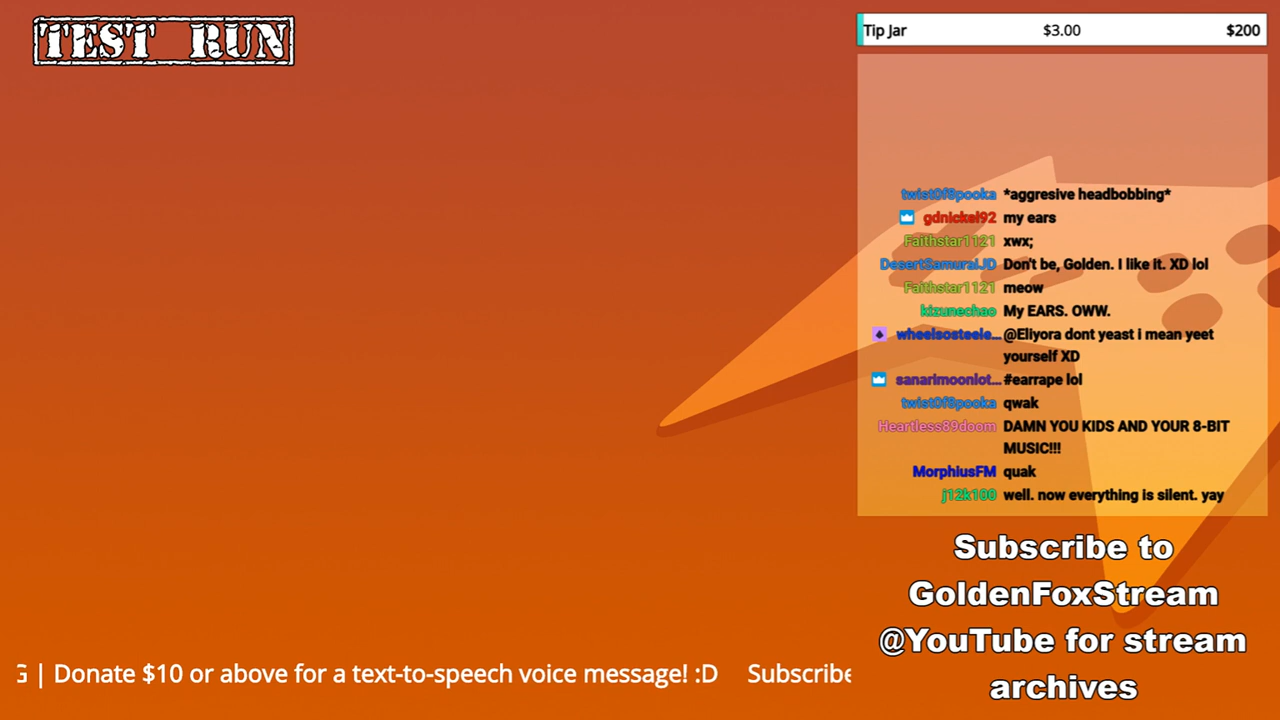 TEST RUN
Tip Jar $3.00 $200
twist0f8pooka *aggresive headbobbing*
gdnickel92 my ears
Faithstar1121 xwx;
DesertSamuraiJD Don't be, Golden. I like it. XD lol
Faithstar1121 meow
kizunechao My EARS. OWW.
wheelsosteele... @Eliyora dont yeast i mean yeet
yourself XD
sanarimoonlot... #earrape lol
twist0f8pooka qwak
Heartless89doom DAMN YOU KIDS AND YOUR 8-BIT
MUSIC!!!
MorphiusFM quak
j12k100 well. now everything is silent. yay
Subscribe to
GoldenFoxStream
@YouTube for stream
archives
G | Donate $10 or above for a text-to-speech voice message! :D Subscribe